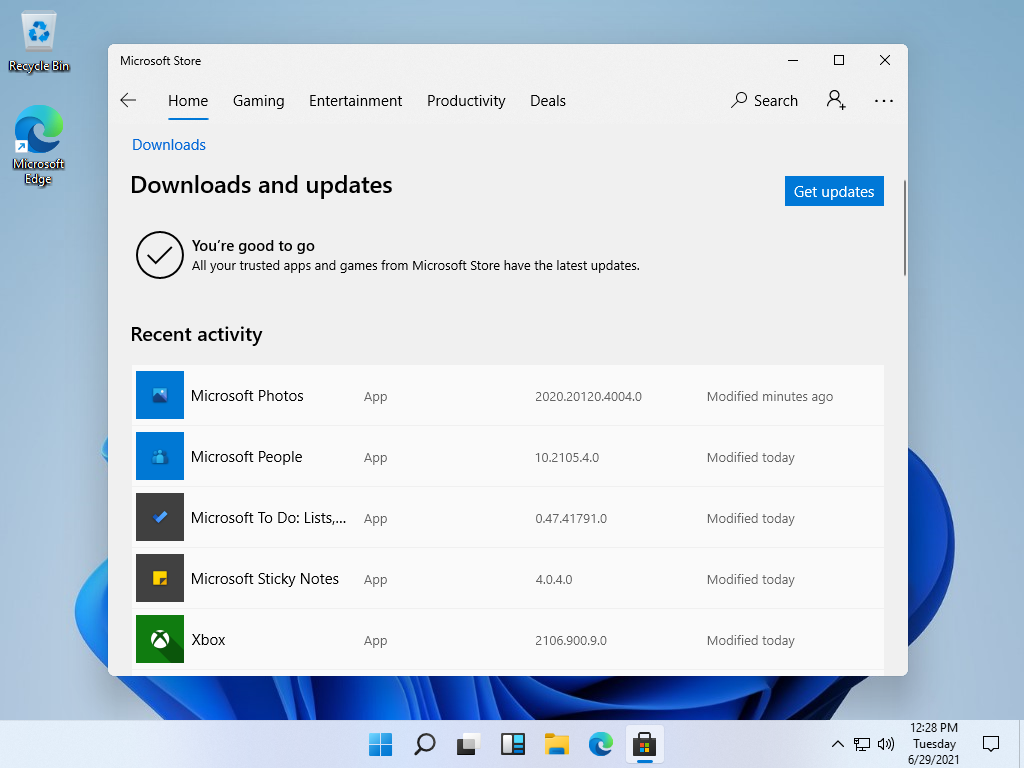 Recycle Bin
Microsoft
Edge
Microsoft Store
Home Gaming Entertainment Productivity Deals Search
Downloads
Downloads and updates
Get updates
You're good to go
All your trusted apps and games from Microsoft Store have the latest updates.
Recent activity
Microsoft Photos App 2020.20120.4004.0 Modified minutes ago
Microsoft People App 10.2105.4.0 Modified today
Microsoft To Do: Lists,... App 0.47.41791.0 Modified today
Microsoft Sticky Notes App 4.0.4.0 Modified today
Xbox App 2106.900.9.0 Modified today
12:28 PM
Tuesday
6/29/2021